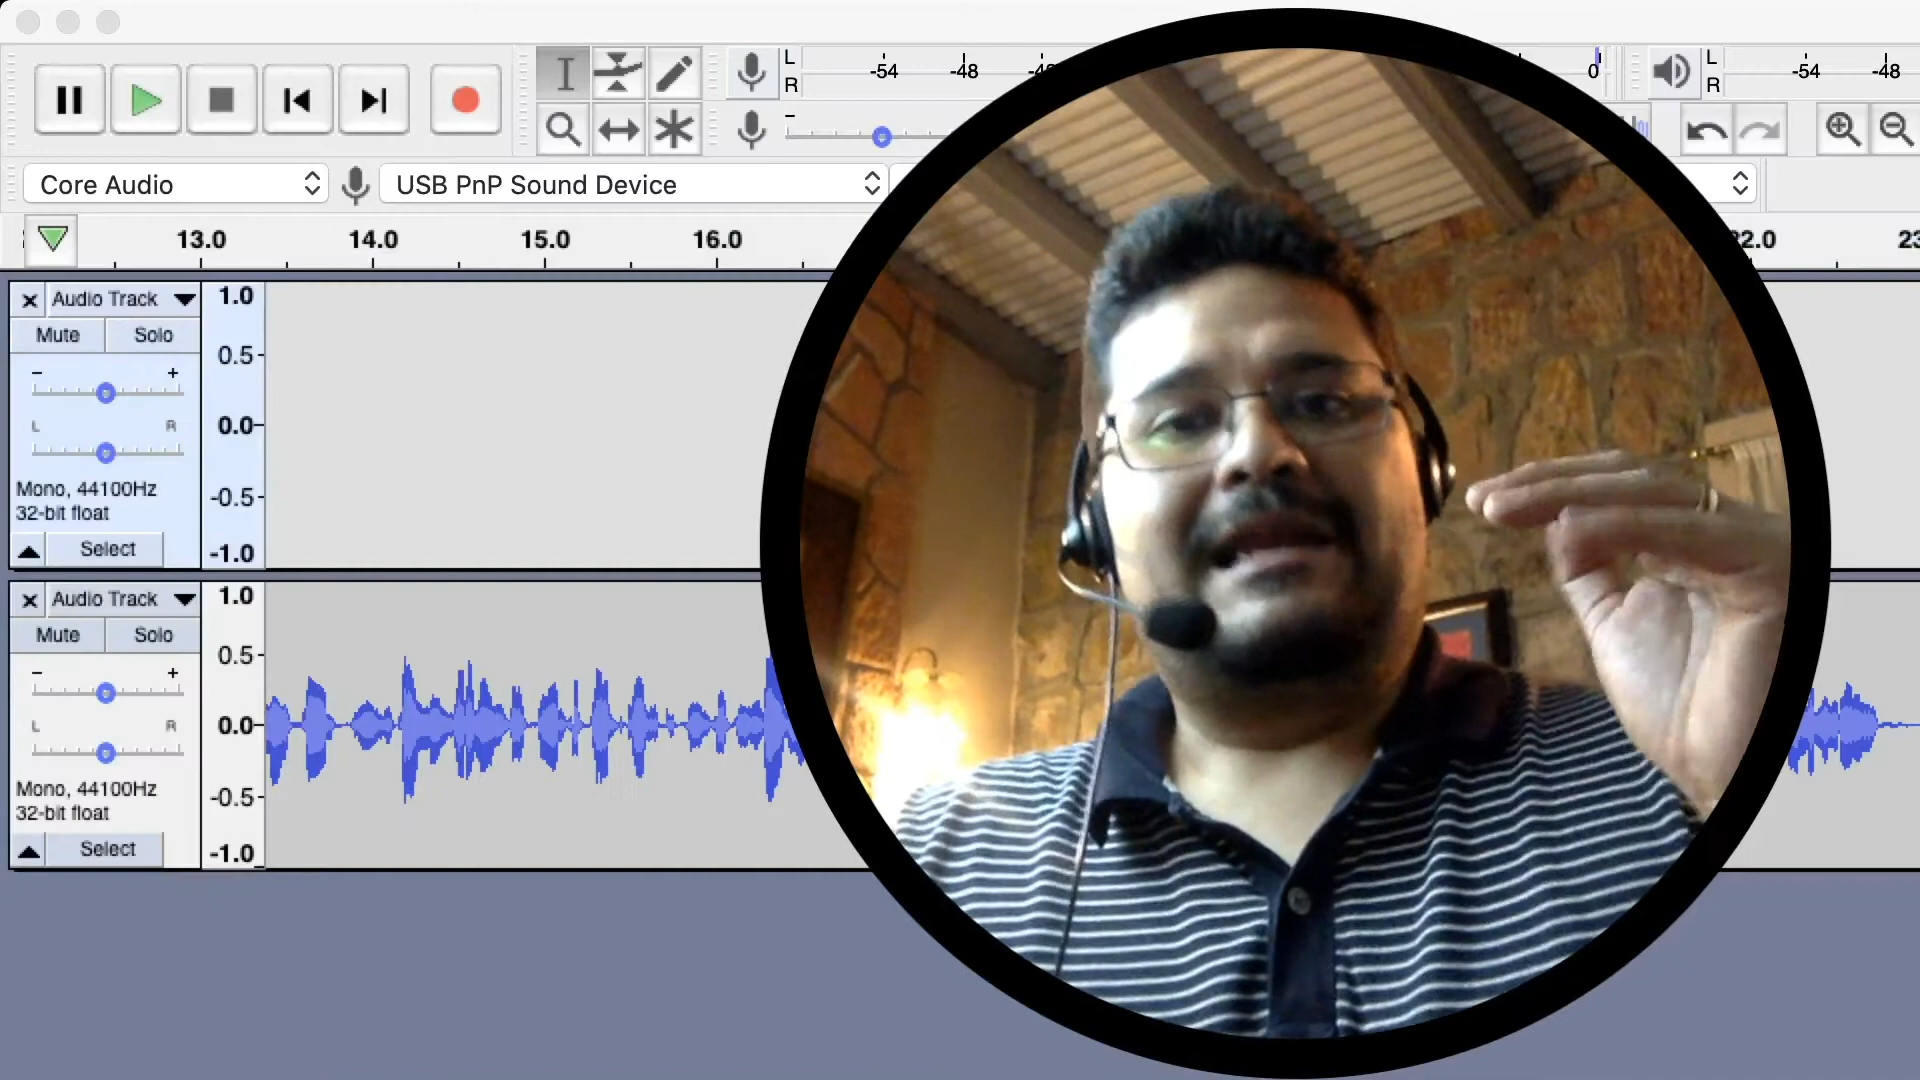 L
R
-54 -48
0
L
R
-54 -48
Core Audio
USB PnP Sound Device
13.0 14.0 15.0 16.0
Audio Track
Mute Solo
- +
L R
Mono, 44100Hz
32-bit float
Select
1.0
0.5
0.0
-0.5
-1.0
Audio Track
Mute Solo
- +
L R
Mono, 44100Hz
32-bit float
Select
1.0
0.5
0.0
-0.5
-1.0